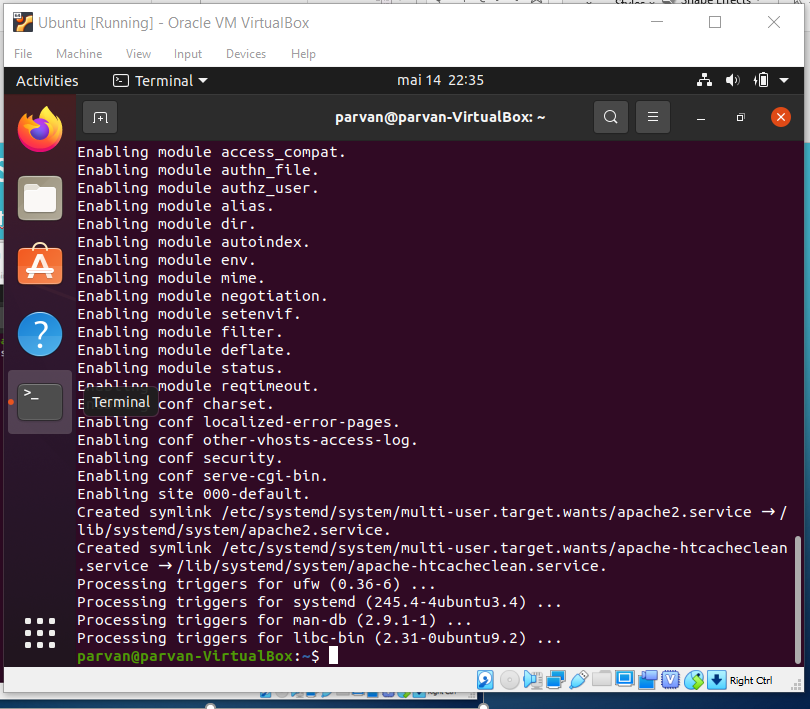 Ubuntu [Running] - Oracle VM VirtualBox
File Machine View Input Devices Help
Activities Terminal mai 14 22:35
parvan@parvan-VirtualBox: ~
Enabling module access_compat.
Enabling module authn_file.
Enabling module authz_user.
Enabling module alias.
Enabling module dir.
Enabling module autoindex.
Enabling module env.
Enabling module mime.
Enabling module negotiation.
Enabling module setenvif.
Enabling module filter.
Enabling module deflate.
Enabling module status.
Enabling module reqtimeout.
Terminal
Enabling conf charset.
Enabling conf localized-error-pages.
Enabling conf other-vhosts-access-log.
Enabling conf security.
Enabling conf serve-cgi-bin.
Enabling site 000-default.
Created symlink /etc/systemd/system/multi-user.target.wants/apache2.service → /
lib/systemd/system/apache2.service.
Created symlink /etc/systemd/system/multi-user.target.wants/apache-htcacheclean
.service → /lib/systemd/system/apache-htcacheclean.service.
Processing triggers for ufw (0.36-6) ...
Processing triggers for systemd (245.4-4ubuntu3.4) ...
Processing triggers for man-db (2.9.1-1) ...
Processing triggers for libc-bin (2.31-0ubuntu9.2) ...
parvan@parvan-VirtualBox:~$
Right Ctrl